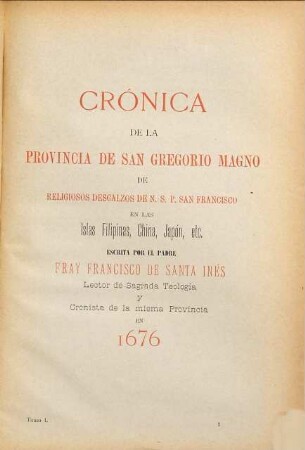 CRÓNICA
DE LA
PROVINCIA DE SAN GREGORIO MAGNO
DE
RELIGIOSOS DESCALZOS DE N. S. P. SAN FRANCISCO
EN LAS
Islas Filipinas, China, Japón, etc.
ESCRITA POR EL PADRE
FRAY FRANCISCO DE SANTA INÉS
Lector de Sagrada Teología
y
Cronista de la misma Provincia
EN
1676
Tomo I. 1